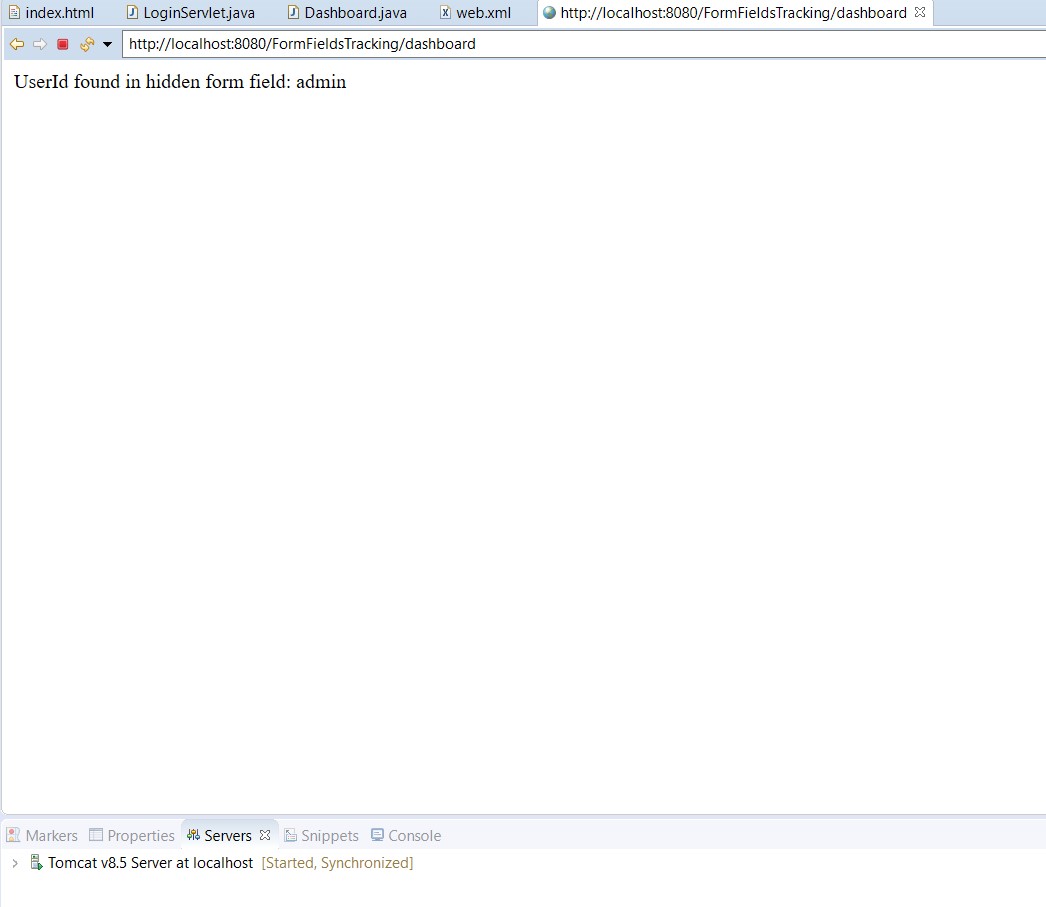 index.html LoginServlet.java Dashboard.java web.xml http://localhost:8080/FormFieldsTracking/dashboard
http://localhost:8080/FormFieldsTracking/dashboard
UserId found in hidden form field: admin
Markers Properties Servers Snippets Console
Tomcat v8.5 Server at localhost [Started, Synchronized]